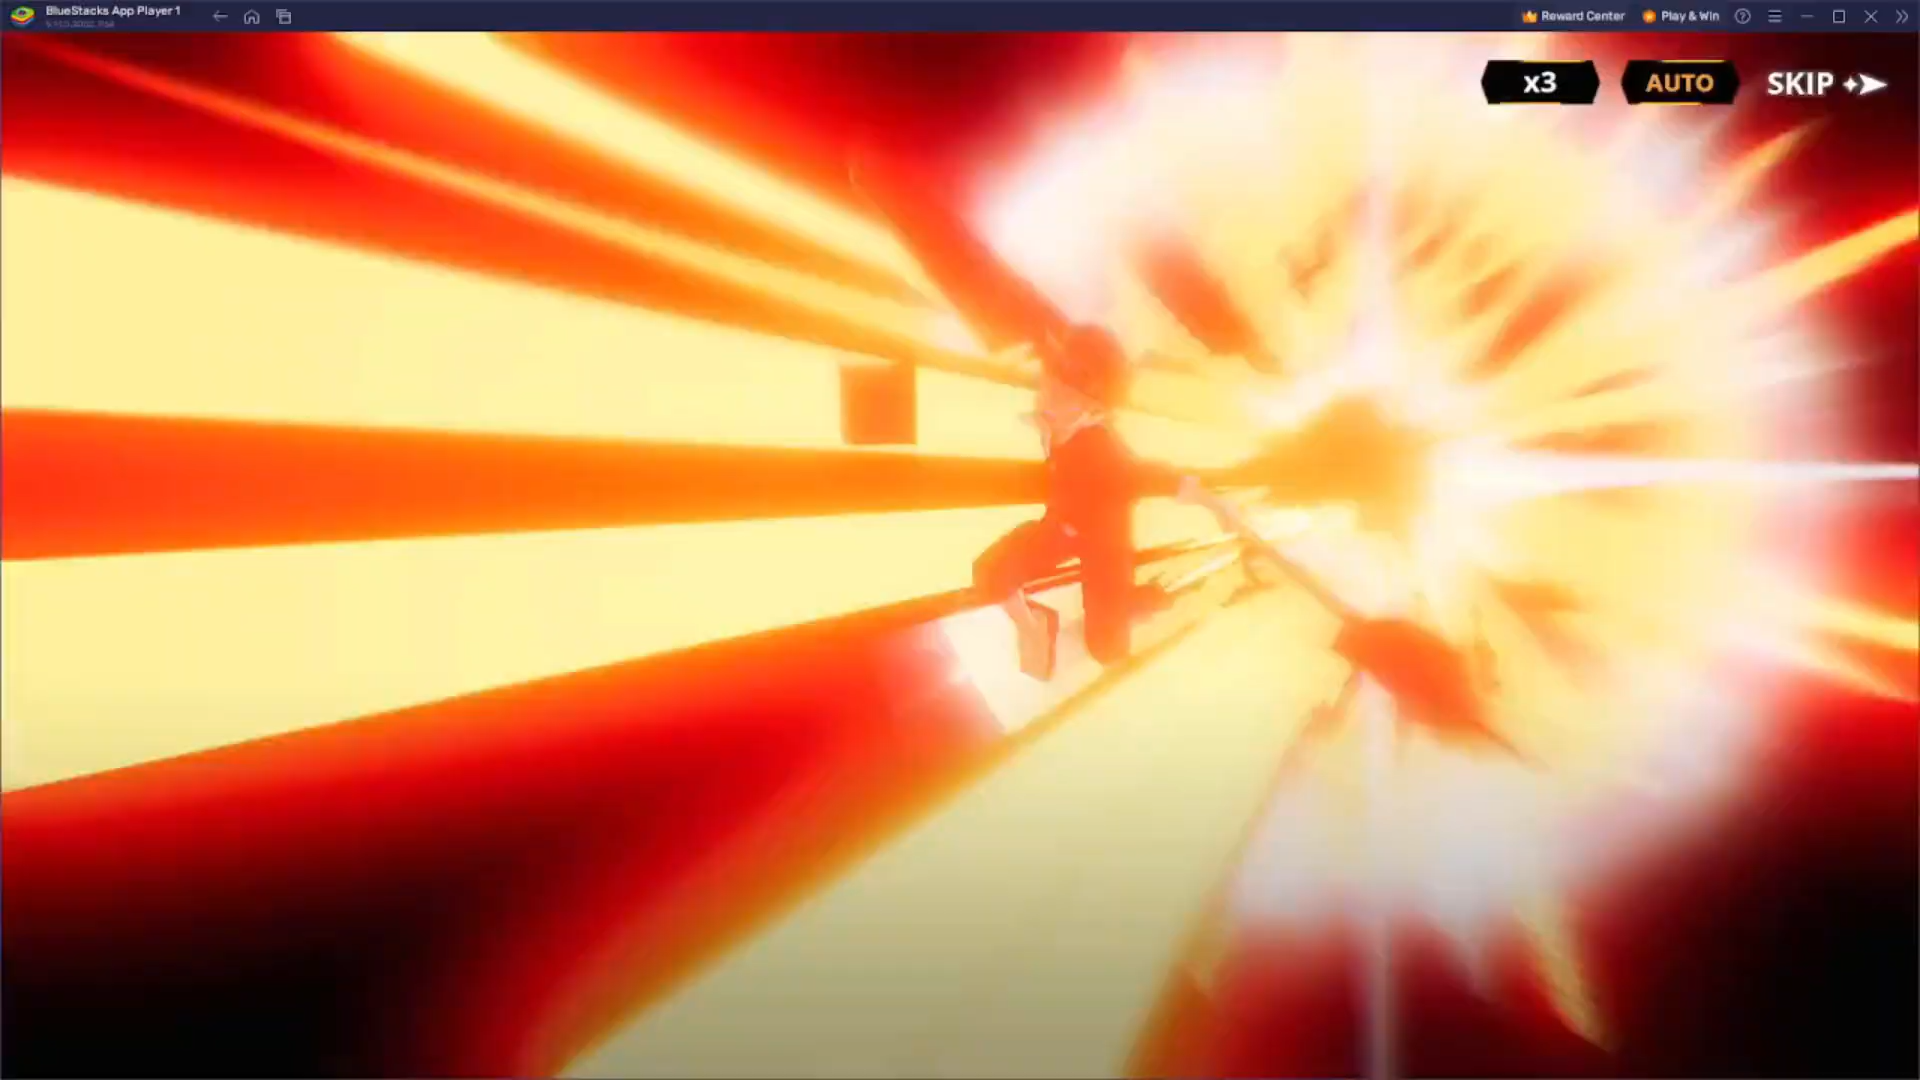 BlueStacks App Player 1
Reward Center
Play & Win
x3
AUTO
SKIP